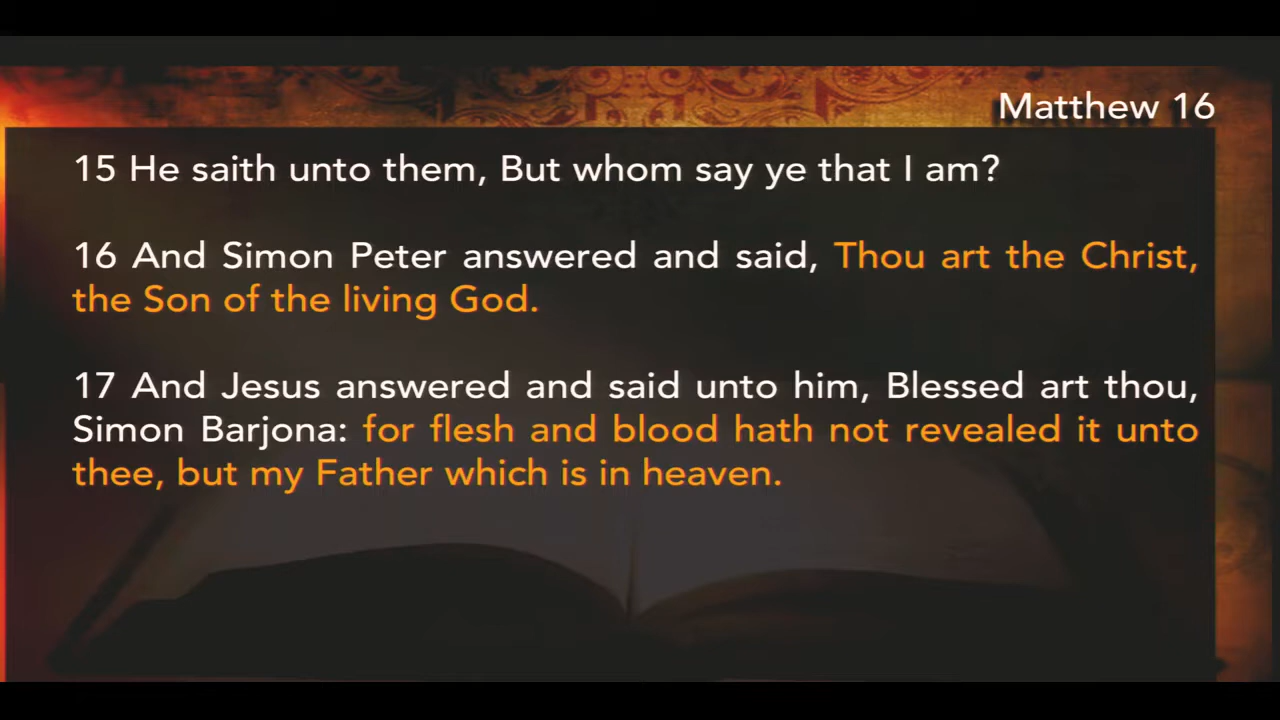 Matthew 16
15 He saith unto them, But whom say ye that I am?
16 And Simon Peter answered and said, Thou art the Christ,
the Son of the living God.
17 And Jesus answered and said unto him, Blessed art thou,
Simon Barjona: for flesh and blood hath not revealed it unto
thee, but my Father which is in heaven.